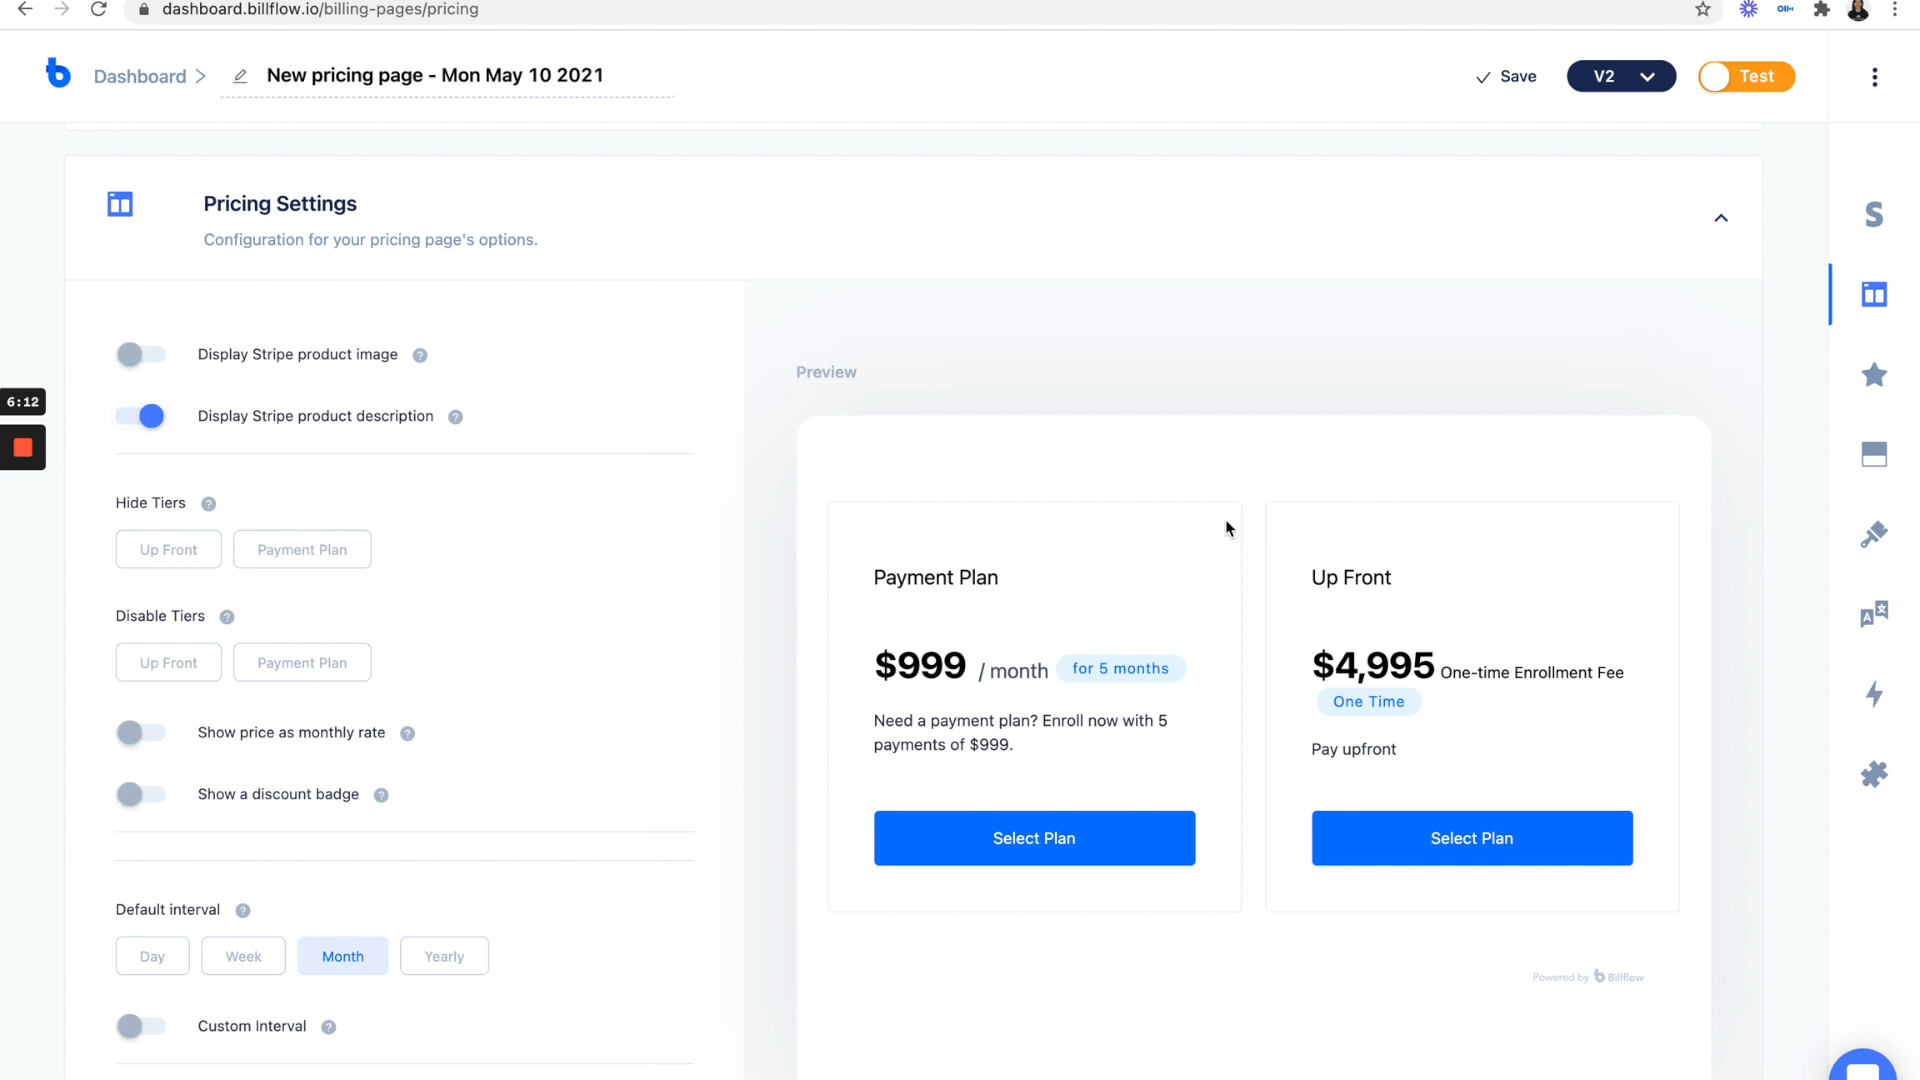 dashboard.billflow.io/billing-pages/pricing
Dashboard > New pricing page - Mon May 10 2021
Save
V2
Test
Pricing Settings
Configuration for your pricing page's options.
S
Display Stripe product image ?
Preview
6:12
Display Stripe product description ?
Hide Tiers ?
Up Front Payment Plan
Disable Tiers ?
Up Front Payment Plan
Show price as monthly rate ?
Show a discount badge ?
Default interval ?
Day Week Month Yearly
Custom Interval ?
Payment Plan
$999 / month for 5 months
Need a payment plan? Enroll now with 5
payments of $999.
Select Plan
Up Front
$4,995 One-time Enrollment Fee
One Time
Pay upfront
Select Plan
Powered by Billflow